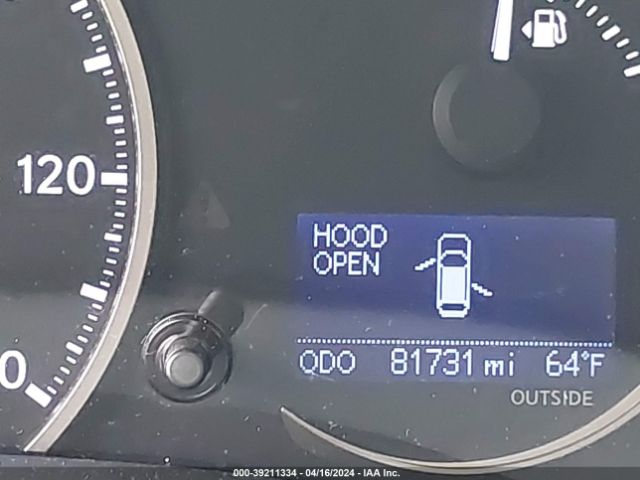 120
0
HOOD
OPEN
ODO 81731 mi 64°F
OUTSIDE
000-39211334 - 04/16/2024 - IAA Inc.